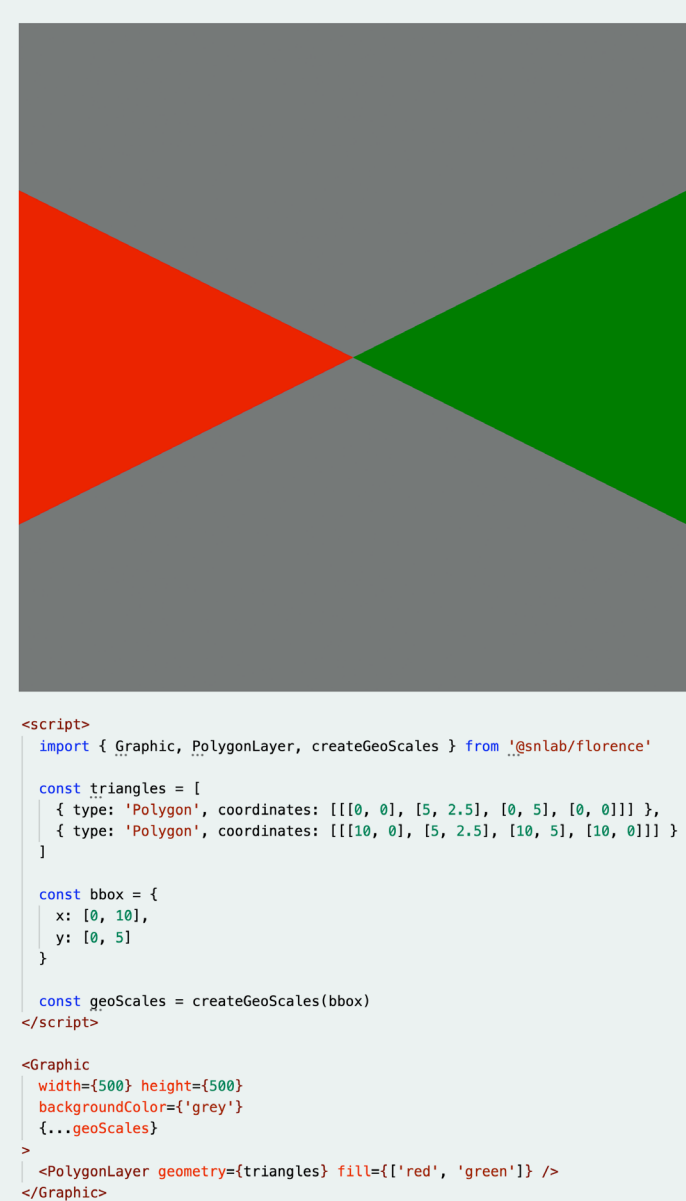 <script>
import { Graphic, PolygonLayer, createGeoScales } from '@snlab/florence'
const triangles = [
{ type: 'Polygon', coordinates: [[[0, 0], [5, 2.5], [0, 5], [0, 0]]] },
{ type: 'Polygon', coordinates: [[[10, 0], [5, 2.5], [10, 5], [10, 0]]] }
]
const bbox = {
x: [0, 10],
y: [0, 5]
}
const geoScales = createGeoScales(bbox)
</script>
<Graphic
width={500} height={500}
backgroundColor={'grey'}
{...geoScales}
>
<PolygonLayer geometry={triangles} fill={['red', 'green']} />
</Graphic>